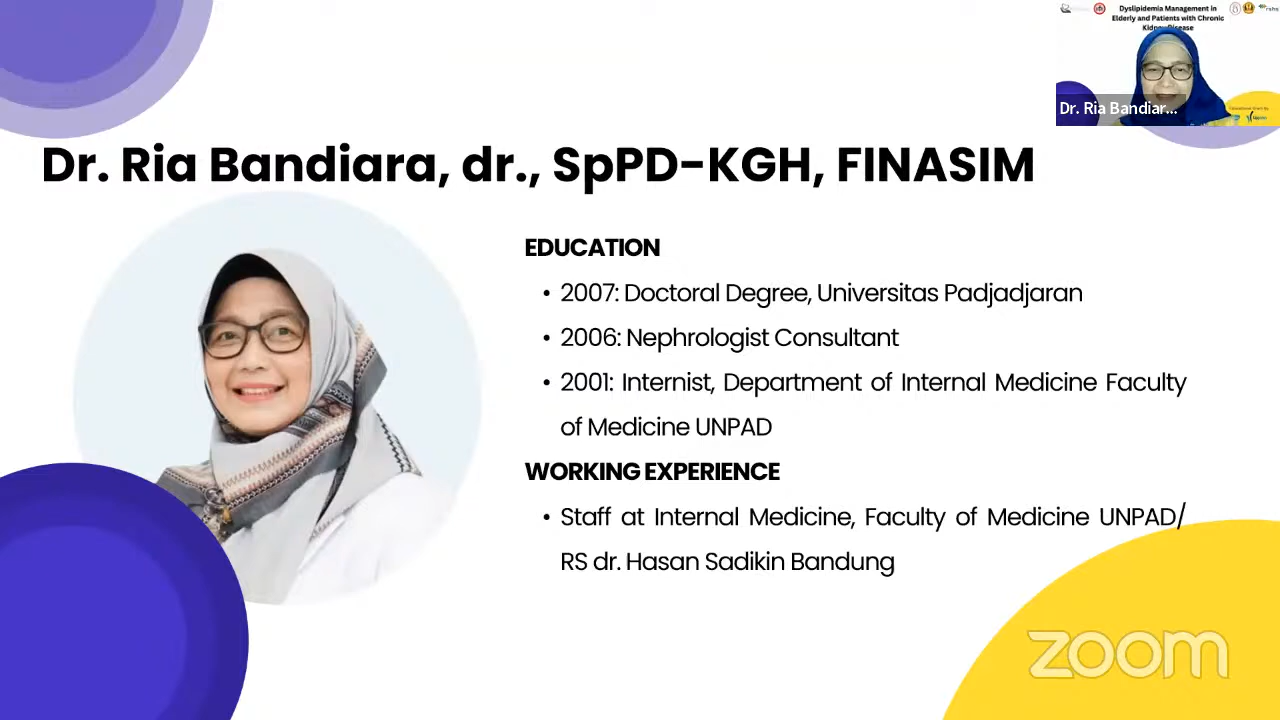 Dyslipidemia Management in
Elderly and Patients with Chronic
Kidney Disease
Dr. Ria Bandiar...
Dr. Ria Bandiara, dr., SpPD-KGH, FINASIM
EDUCATION
• 2007: Doctoral Degree, Universitas Padjadjaran
• 2006: Nephrologist Consultant
• 2001: Internist, Department of Internal Medicine Faculty
of Medicine UNPAD
WORKING EXPERIENCE
• Staff at Internal Medicine, Faculty of Medicine UNPAD/
RS dr. Hasan Sadikin Bandung
zoom